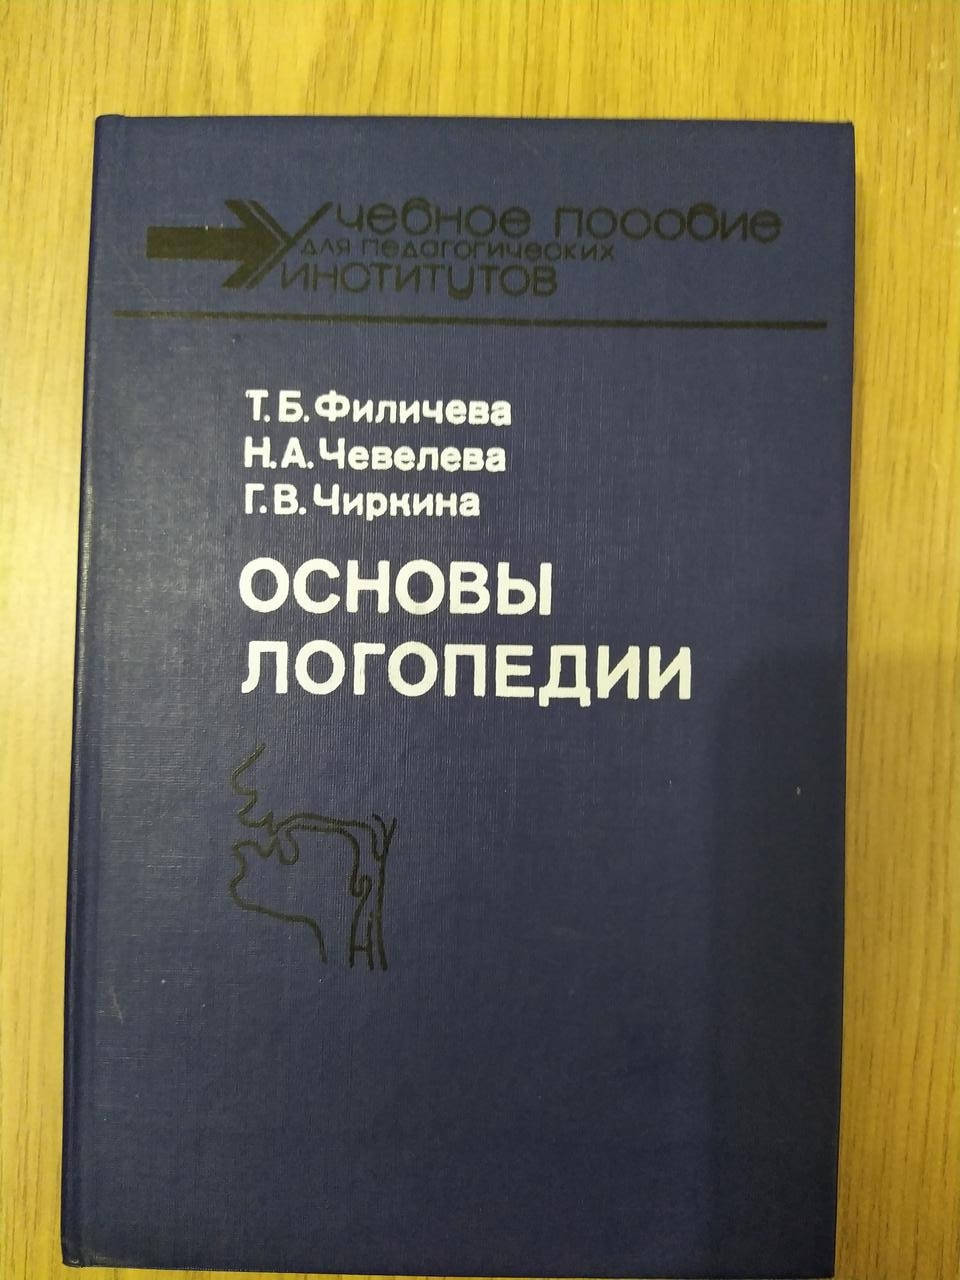 Учебное пособие
для педагогических
институтов
Т.Б. Филичева
Н.А. Чевелева
Г.В. Чиркина
ОСНОВЫ
ЛОГОПЕДИИ